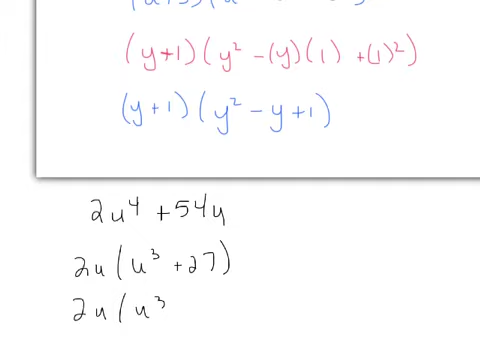 (y+1)(y² -(y)(1) +(1)²)
(y+1)(y² - y +1)
2u⁴ + 54u
2u(u³ +27)
2u(u³